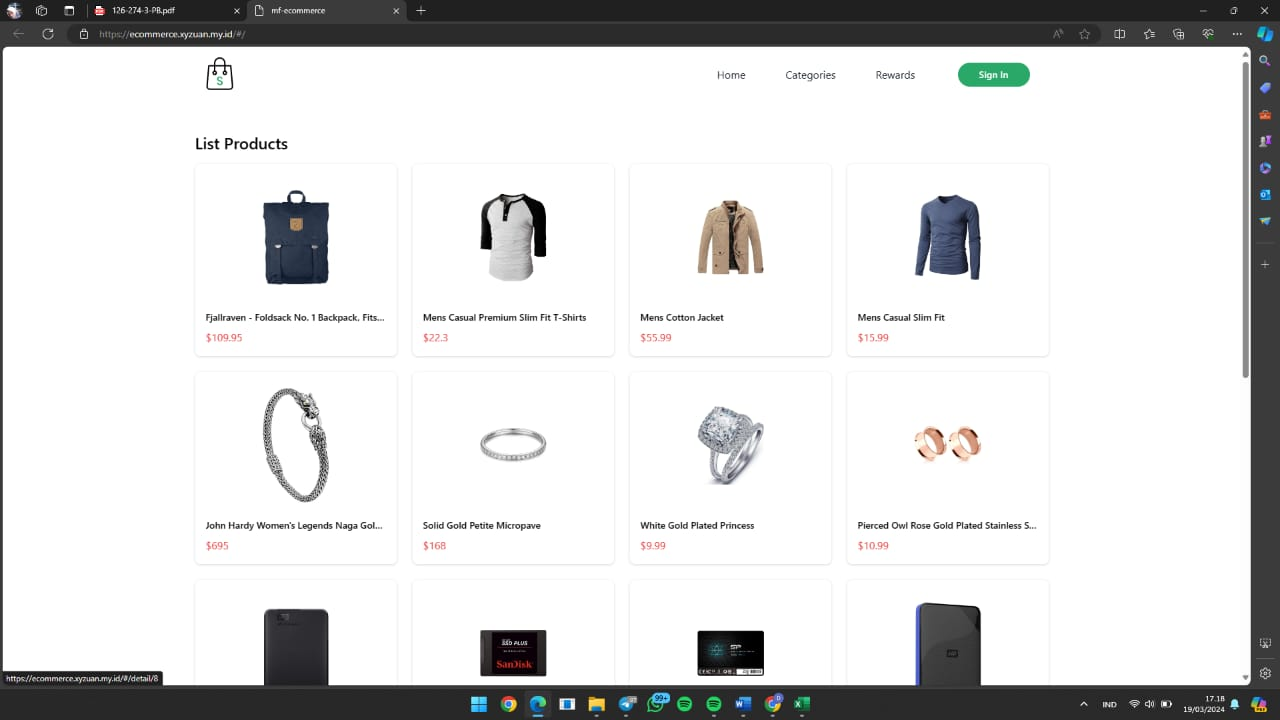 126-274-3-PB.pdf
mf-ecommerce
https://ecommerce.xyzuan.my.id/#/
S
Home
Categories
Rewards
Sign In
List Products
Fjallraven - Foldsack No. 1 Backpack, Fits...
$109.95
Mens Casual Premium Slim Fit T-Shirts
$22.3
Mens Cotton Jacket
$55.99
Mens Casual Slim Fit
$15.99
John Hardy Women's Legends Naga Gol...
$695
Solid Gold Petite Micropave
$168
White Gold Plated Princess
$9.99
Pierced Owl Rose Gold Plated Stainless S...
$10.99
SSD PLUS
SanDisk
SP
WD
https://ecommerce.xyzuan.my.id/#/detail/8
99+
IND
17.18
19/03/2024